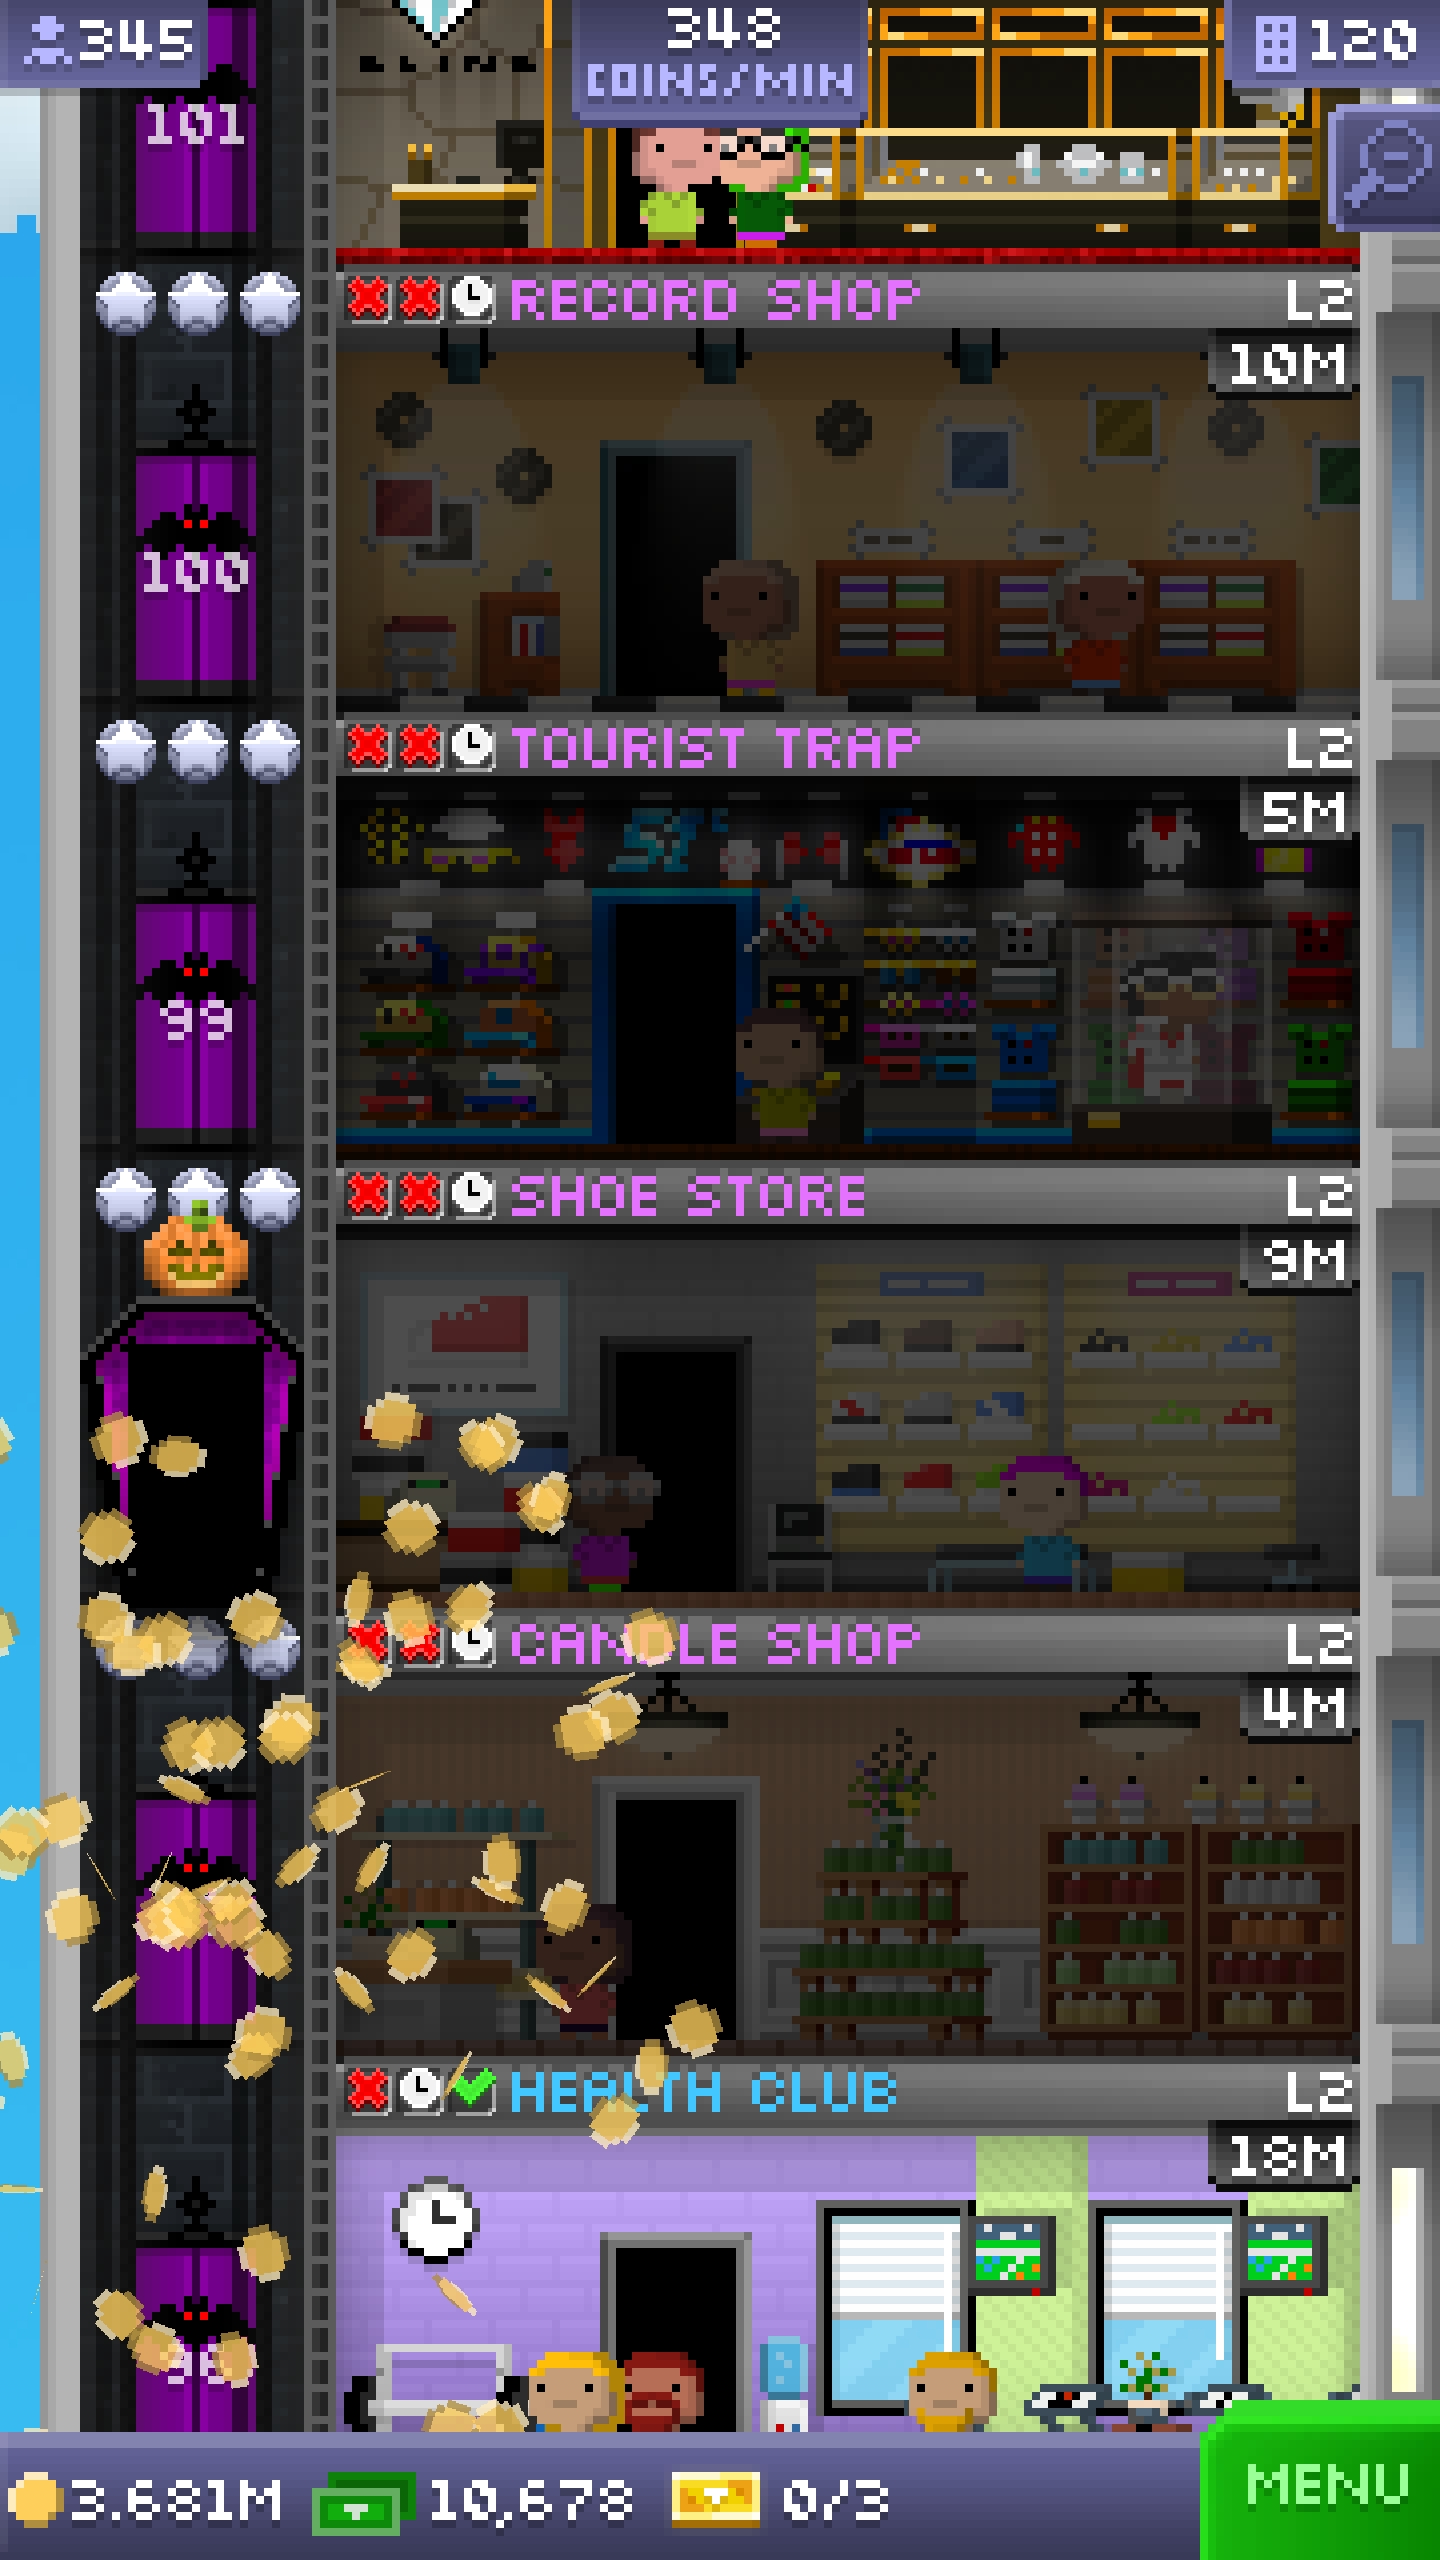 345
348
COINS/MIN
120
BLING
101
RECORD SHOP L2
10M
100
TOURIST TRAP L2
5M
99
SHOE STORE L2
9M
CANDLE SHOP L2
4M
HEALTH CLUB L2
18M
3.681M 10,678 0/3
MENU